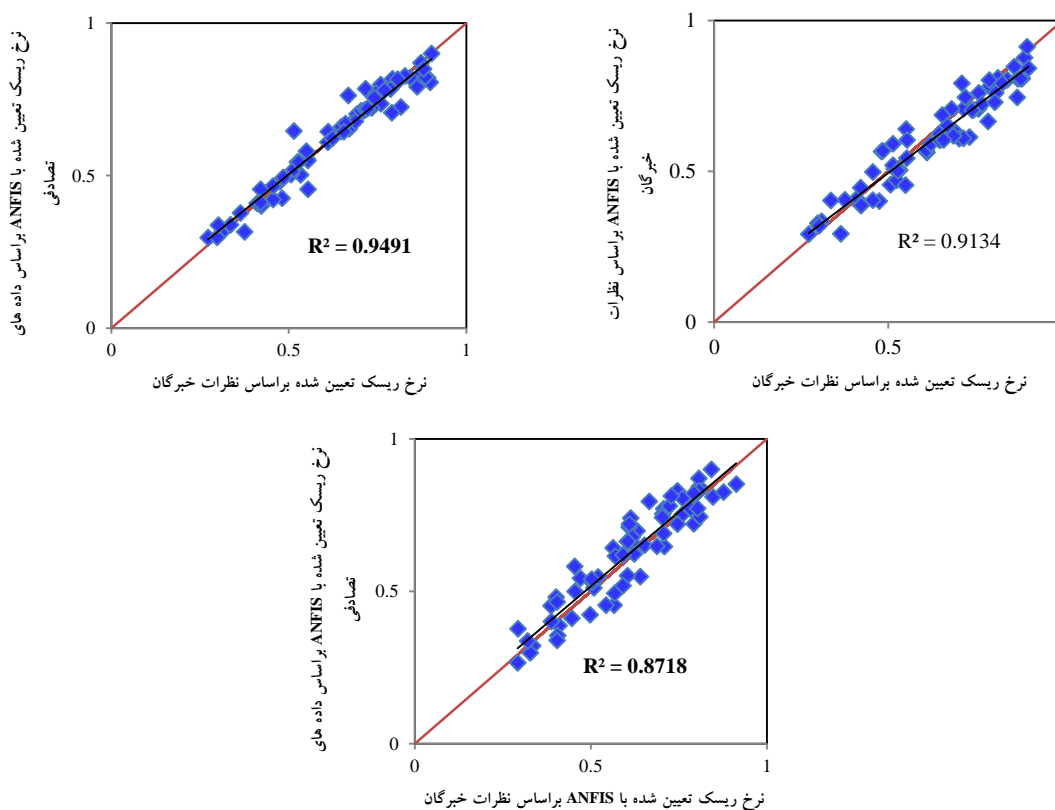 نرخ ریسک تعیین شده با ANFIS براساس داده های
تصادفی
1
0.5
0
R² = 0.9491
0
0.5
1
نرخ ریسک تعیین شده براساس نظرات خبرگان
نرخ ریسک تعیین شده با ANFIS براساس نظرات
خبرگان
1
0.5
0
R² = 0.9134
0
0.5
نرخ ریسک تعیین شده براساس نظرات خبرگان
نرخ ریسک تعیین شده با ANFIS براساس داده های
تصادفی
1
0.5
0
R² = 0.8718
0
0.5
1
نرخ ریسک تعیین شده با ANFIS براساس نظرات خبرگان